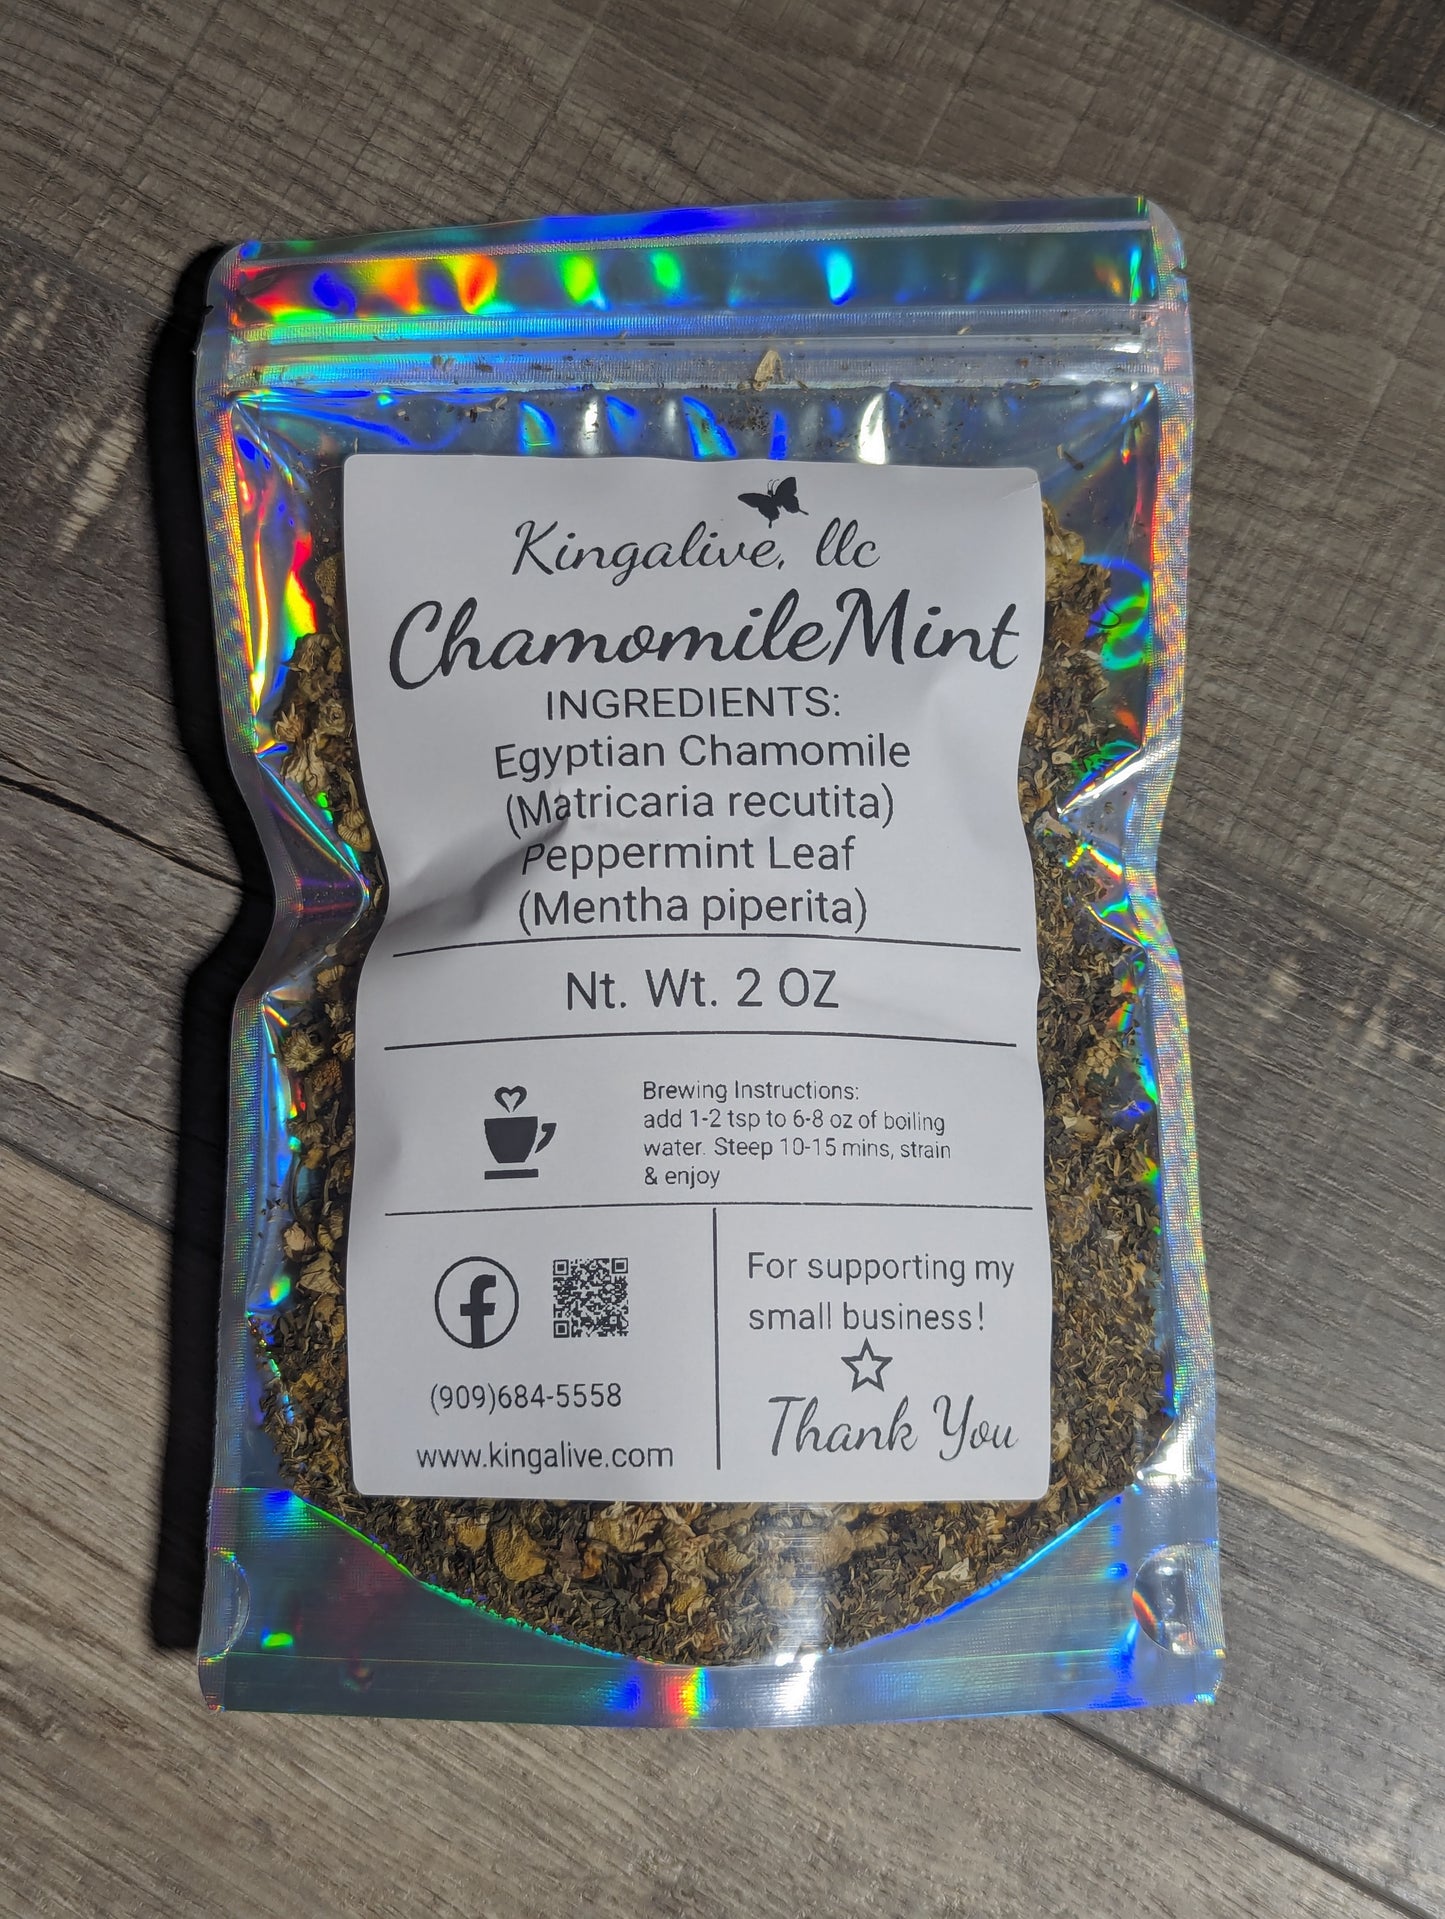 Kingalive, llc
ChamomileMint
INGREDIENTS:
Egyptian Chamomile
(Matricaria recutita)
Peppermint Leaf
(Mentha piperita)
Nt. Wt. 2 OZ
Brewing Instructions:
add 1-2 tsp to 6-8 oz of boiling
water. Steep 10-15 mins, strain
& enjoy
f
(909)684-5558
www.kingalive.com
For supporting my
small business!
Thank You